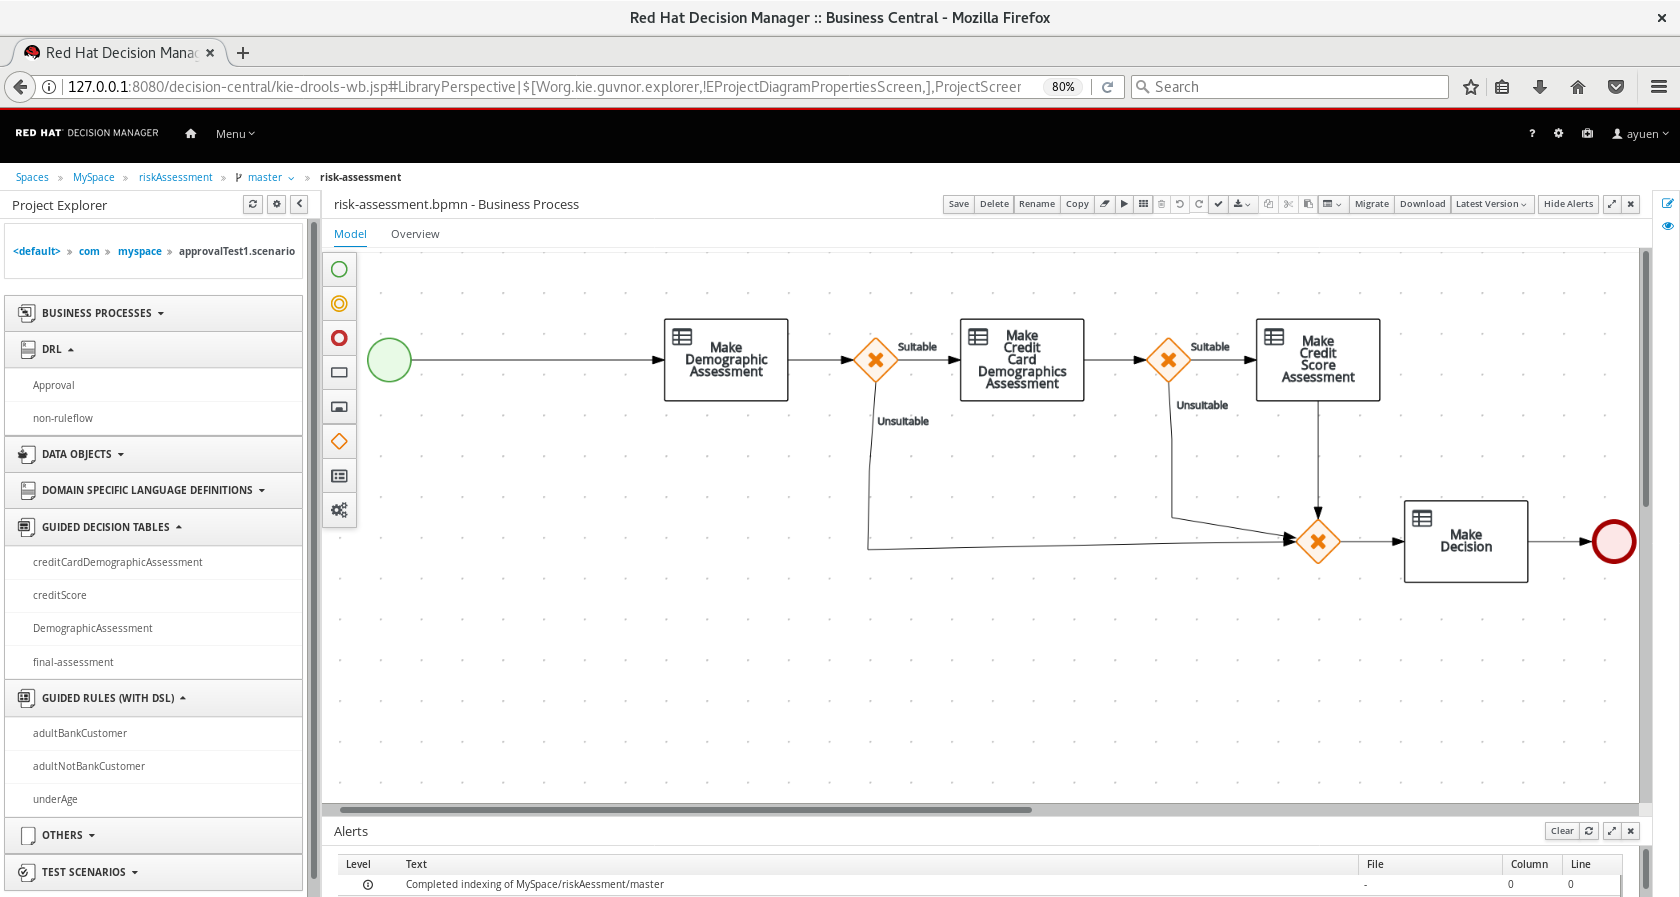 Red Hat Decision Manager :: Business Central - Mozilla Firefox
Red Hat Decision Mana
127.0.0.1:8080/decision-central/kie-drools-wb.jsp#LibraryPerspective|$[Worg.kie.guvnor.explorer,!EProjectDiagramPropertiesScreen,],ProjectScreer
80%
Search
RED HAT DECISION MANAGER
Menu
ayuen
Spaces » MySpace » riskAssessment » master » risk-assessment
Project Explorer
<default> » com » myspace » approvalTest1.scenario
BUSINESS PROCESSES
DRL
Approval
non-ruleflow
DATA OBJECTS
DOMAIN SPECIFIC LANGUAGE DEFINITIONS
GUIDED DECISION TABLES
creditCardDemographicAssessment
creditScore
DemographicAssessment
final-assessment
GUIDED RULES (WITH DSL)
adultBankCustomer
adultNotBankCustomer
underAge
OTHERS
TEST SCENARIOS
risk-assessment.bpmn - Business Process
Save Delete Rename Copy Migrate Download Latest Version Hide Alerts
Model Overview
Make
Demographic
Assessment
Suitable
Unsuitable
Make
Credit
Card
Demographics
Assessment
Suitable
Unsuitable
Make
Credit
Score
Assessment
Make
Decision
Alerts
Clear
Level Text File Column Line
Completed indexing of MySpace/riskAessment/master - 0 0